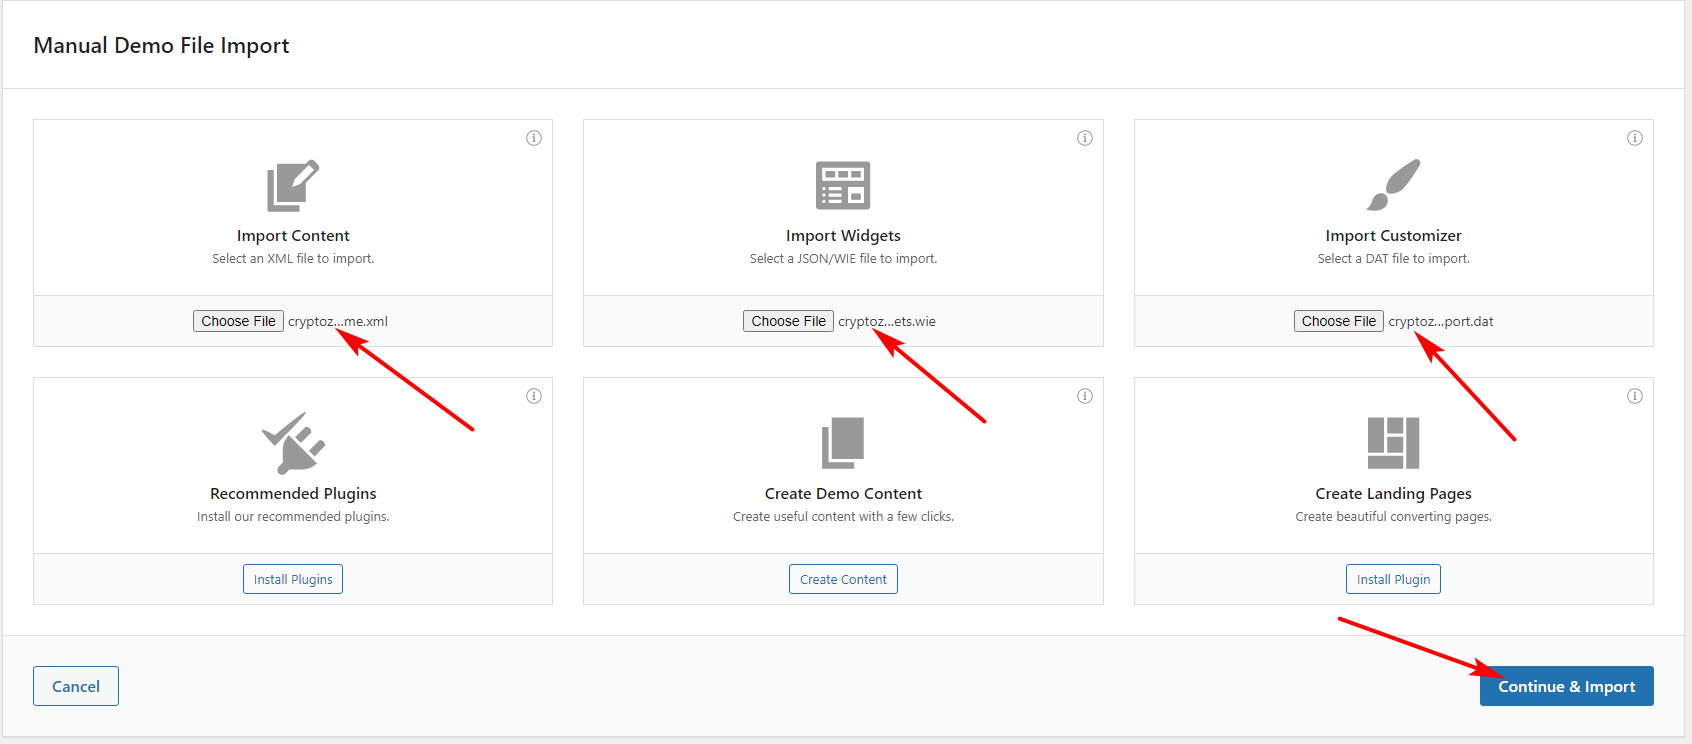 Manual Demo File Import
Import Content
Select an XML file to import.
Choose File cryptoz...me.xml
Import Widgets
Select a JSON/WIE file to import.
Choose File cryptoz...ets.wie
Import Customizer
Select a DAT file to import.
Choose File cryptoz...port.dat
Recommended Plugins
Install our recommended plugins.
Install Plugins
Create Demo Content
Create useful content with a few clicks.
Create Content
Create Landing Pages
Create beautiful converting pages.
Install Plugin
Cancel
Continue & Import